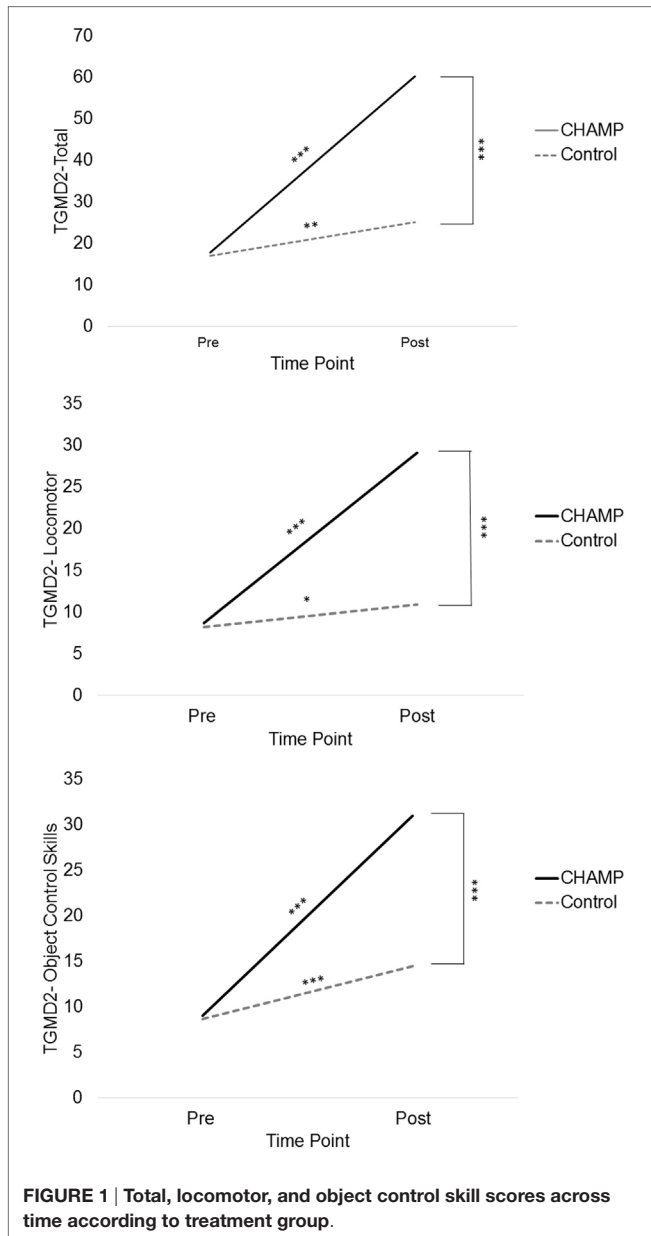 70
60
50
40
30
20
10
0
TGMD2-Total
***
**
***
CHAMP
Control
Pre
Post
Time Point
35
30
25
20
15
10
5
0
TGMD2- Locomotor
***
*
***
CHAMP
Control
Pre
Post
Time Point
35
30
25
20
15
10
5
0
TGMD2- Object Control Skills
***
***
***
CHAMP
Control
Pre
Post
Time Point
FIGURE 1 | Total, locomotor, and object control skill scores across
time according to treatment group.